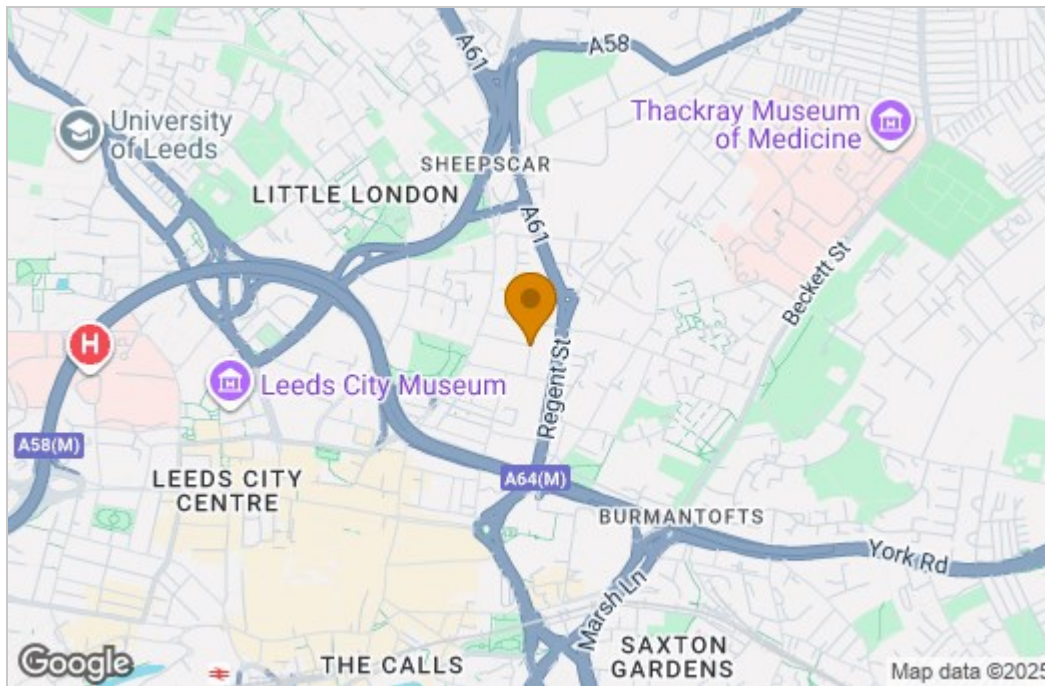 A61
A58
Thackray Museum
of Medicine
University
of Leeds
SHEEPSCAR
LITTLE LONDON
A61
Beckett St
H
Leeds City Museum
Regent St
A58(M)
LEEDS CITY
CENTRE
A64(M)
BURMANTOFTS
York Rd
Marsh Ln
SAXTON
GARDENS
THE CALLS
Google
Map data ©2025